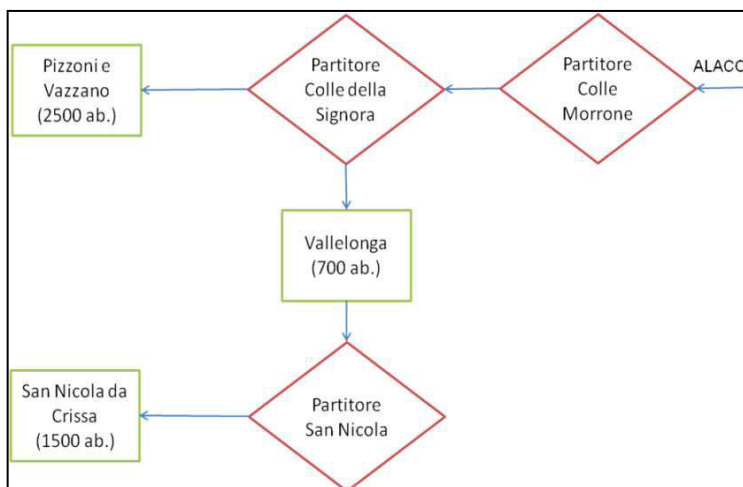 Pizzoni e
Vazzano
(2500 ab.)
Partitore
Colle della
Signora
Partitore
Colle
Morrone
ALACO
Vallelonga
(700 ab.)
San Nicola da
Crissa
(1500 ab.)
Partitore
San Nicola